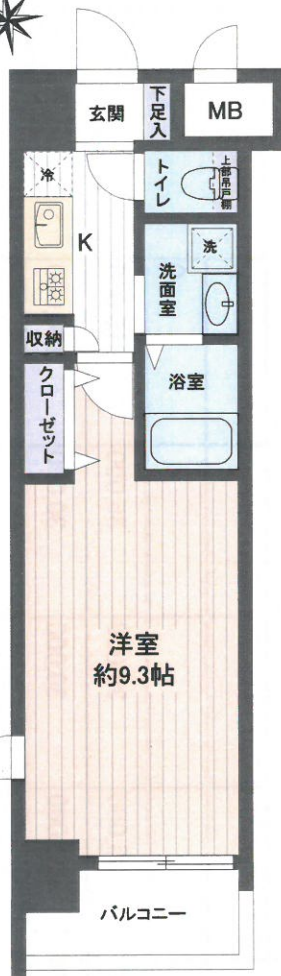 玄関
下足入
MB
冷
トイレ
上部吊戸棚
K
洗面室
洗
収納
クローゼット
浴室
洋室
約9.3帖
バルコニー